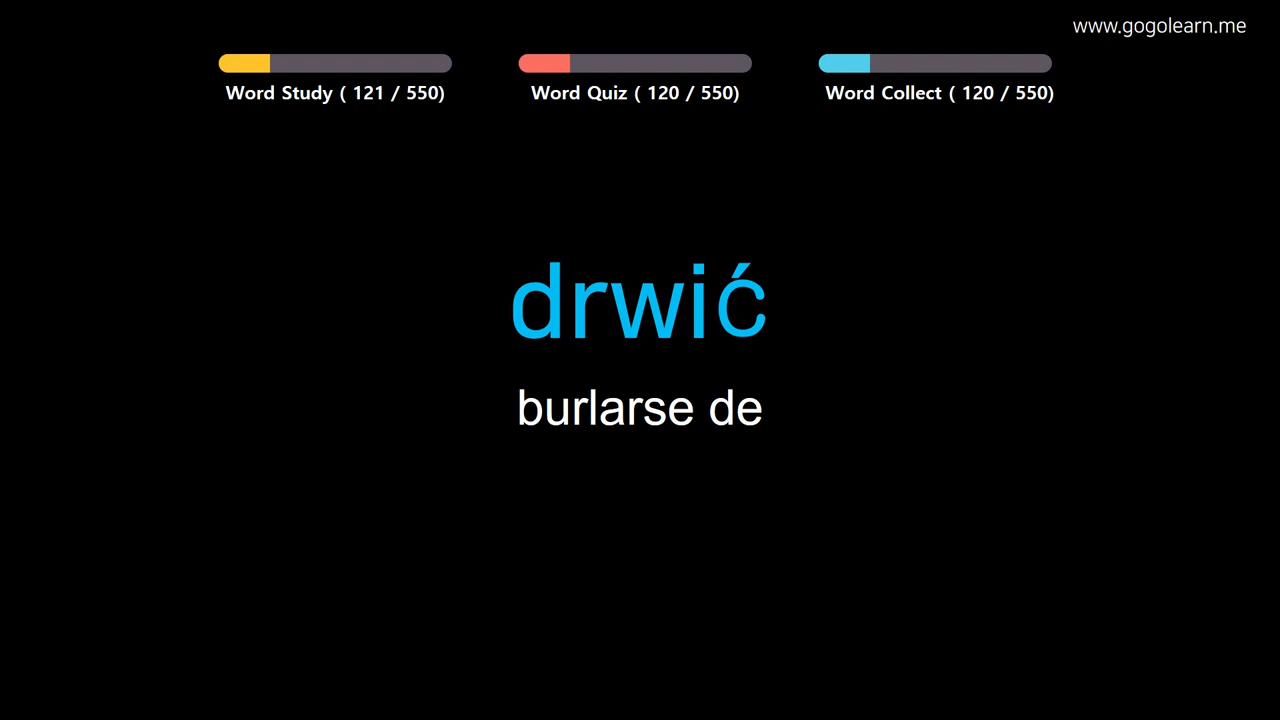 www.gogolearn.me
Word Study ( 121 / 550)
Word Quiz ( 120 / 550)
Word Collect ( 120 / 550)
drwić
burlarse de